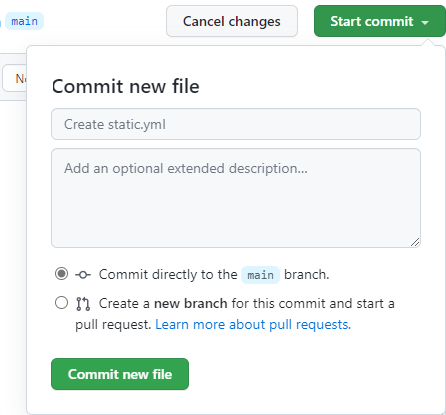 main
Cancel changes
Start commit
Commit new file
Create static.yml
Add an optional extended description...
Commit directly to the main branch.
Create a new branch for this commit and start a
pull request. Learn more about pull requests.
Commit new file